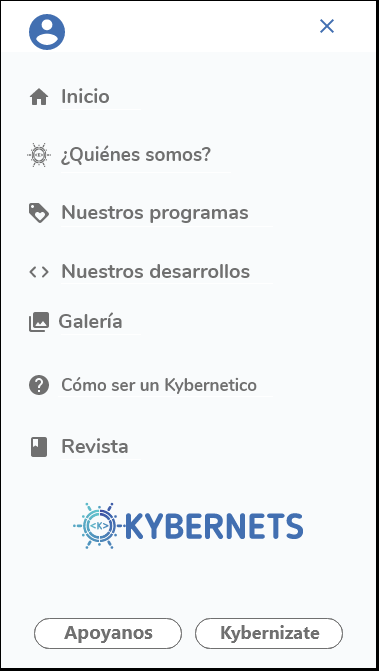 Inicio
¿Quiénes somos?
Nuestros programas
Nuestros desarrollos
Galería
Cómo ser un Kybernetico
Revista
<K> KYBERNETS
Apoyanos
Kybernizate